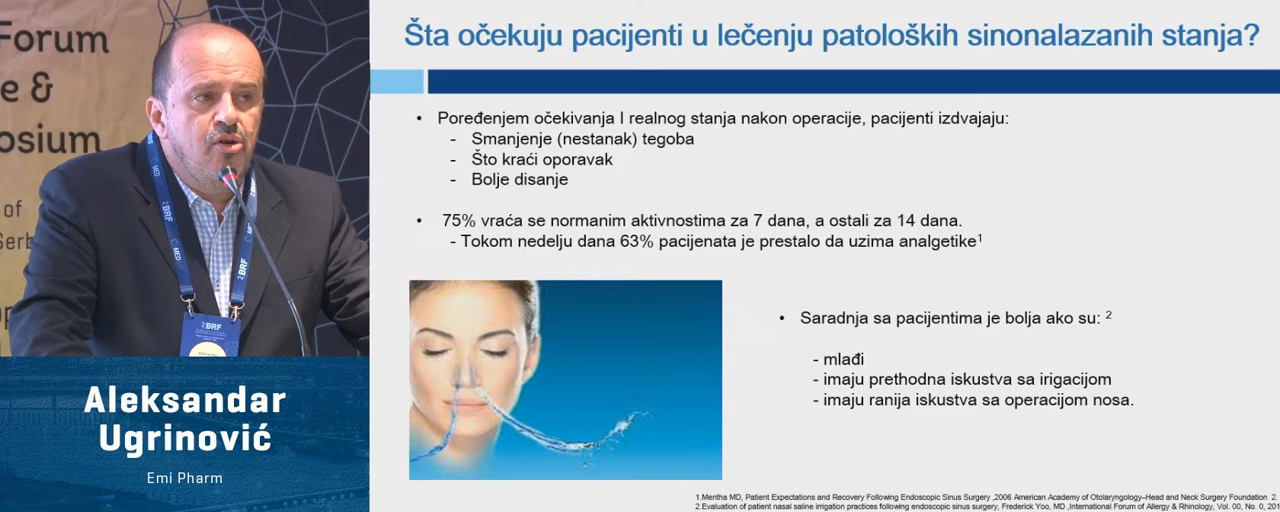 Forum
e &
osium
of
Serb
BRF
MED
BRF
BRF
MED
BRF
Aleksandar
Ugrinović
Emi Pharm
Šta očekuju pacijenti u lečenju patoloških sinonalazanih stanja?
• Poređenjem očekivanja I realnog stanja nakon operacije, pacijenti izdvajaju:
- Smanjenje (nestanak) tegoba
- Što kraći oporavak
- Bolje disanje
• 75% vraća se normanim aktivnostima za 7 dana, a ostali za 14 dana.
- Tokom nedelju dana 63% pacijenata je prestalo da uzima analgetike¹
• Saradnja sa pacijentima je bolja ako su: ²
- mlađi
- imaju prethodna iskustva sa irigacijom
- imaju ranija iskustva sa operacijom nosa.
1.Mentha MD, Patient Expectations and Recovery Following Endoscopic Sinus Surgery ,2006 American Academy of Otolaryngology–Head and Neck Surgery Foundation 2.
2.Evaluation of patient nasal saline irrigation practices following endoscopic sinus surgery, Frederick Yoo, MD ,International Forum of Allergy & Rhinology, Vol. 00, No. 0, 201